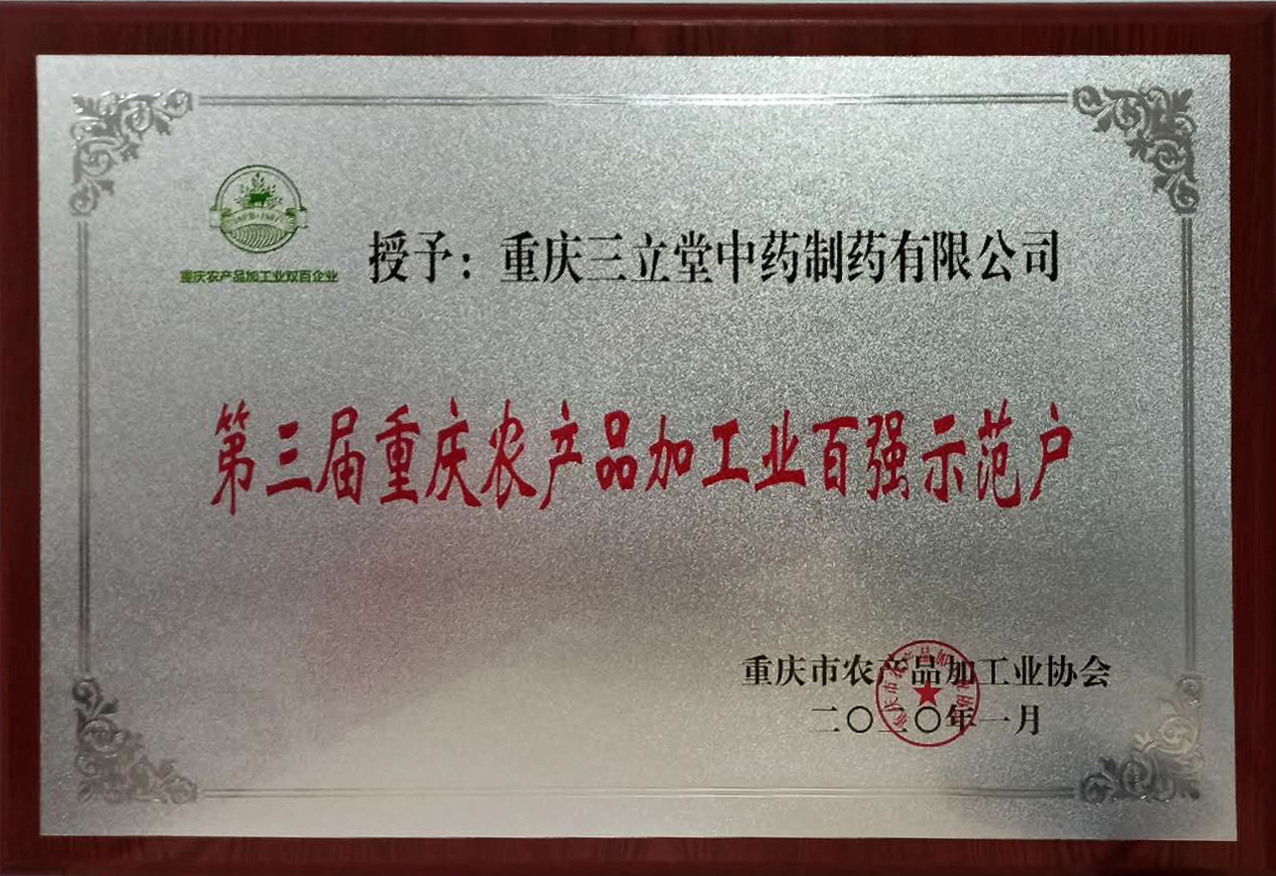 重庆农产品加工业双百企业
授予：重庆三立堂中药制药有限公司
第三届重庆农产品加工业百强示范户
重庆市农产品加工业协会
二〇二〇年一月